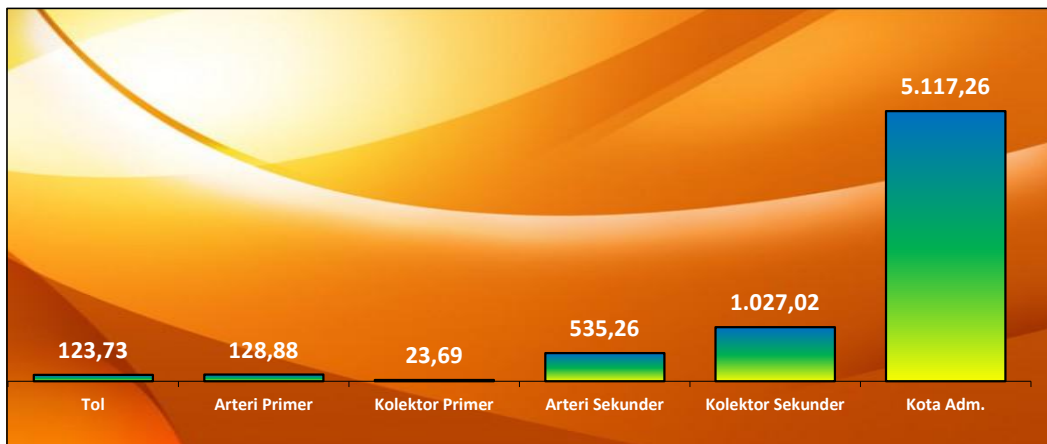 5.117,26
1.027,02
535,26
123,73 128,88 23,69
Tol Arteri Primer Kolektor Primer Arteri Sekunder Kolektor Sekunder Kota Adm.